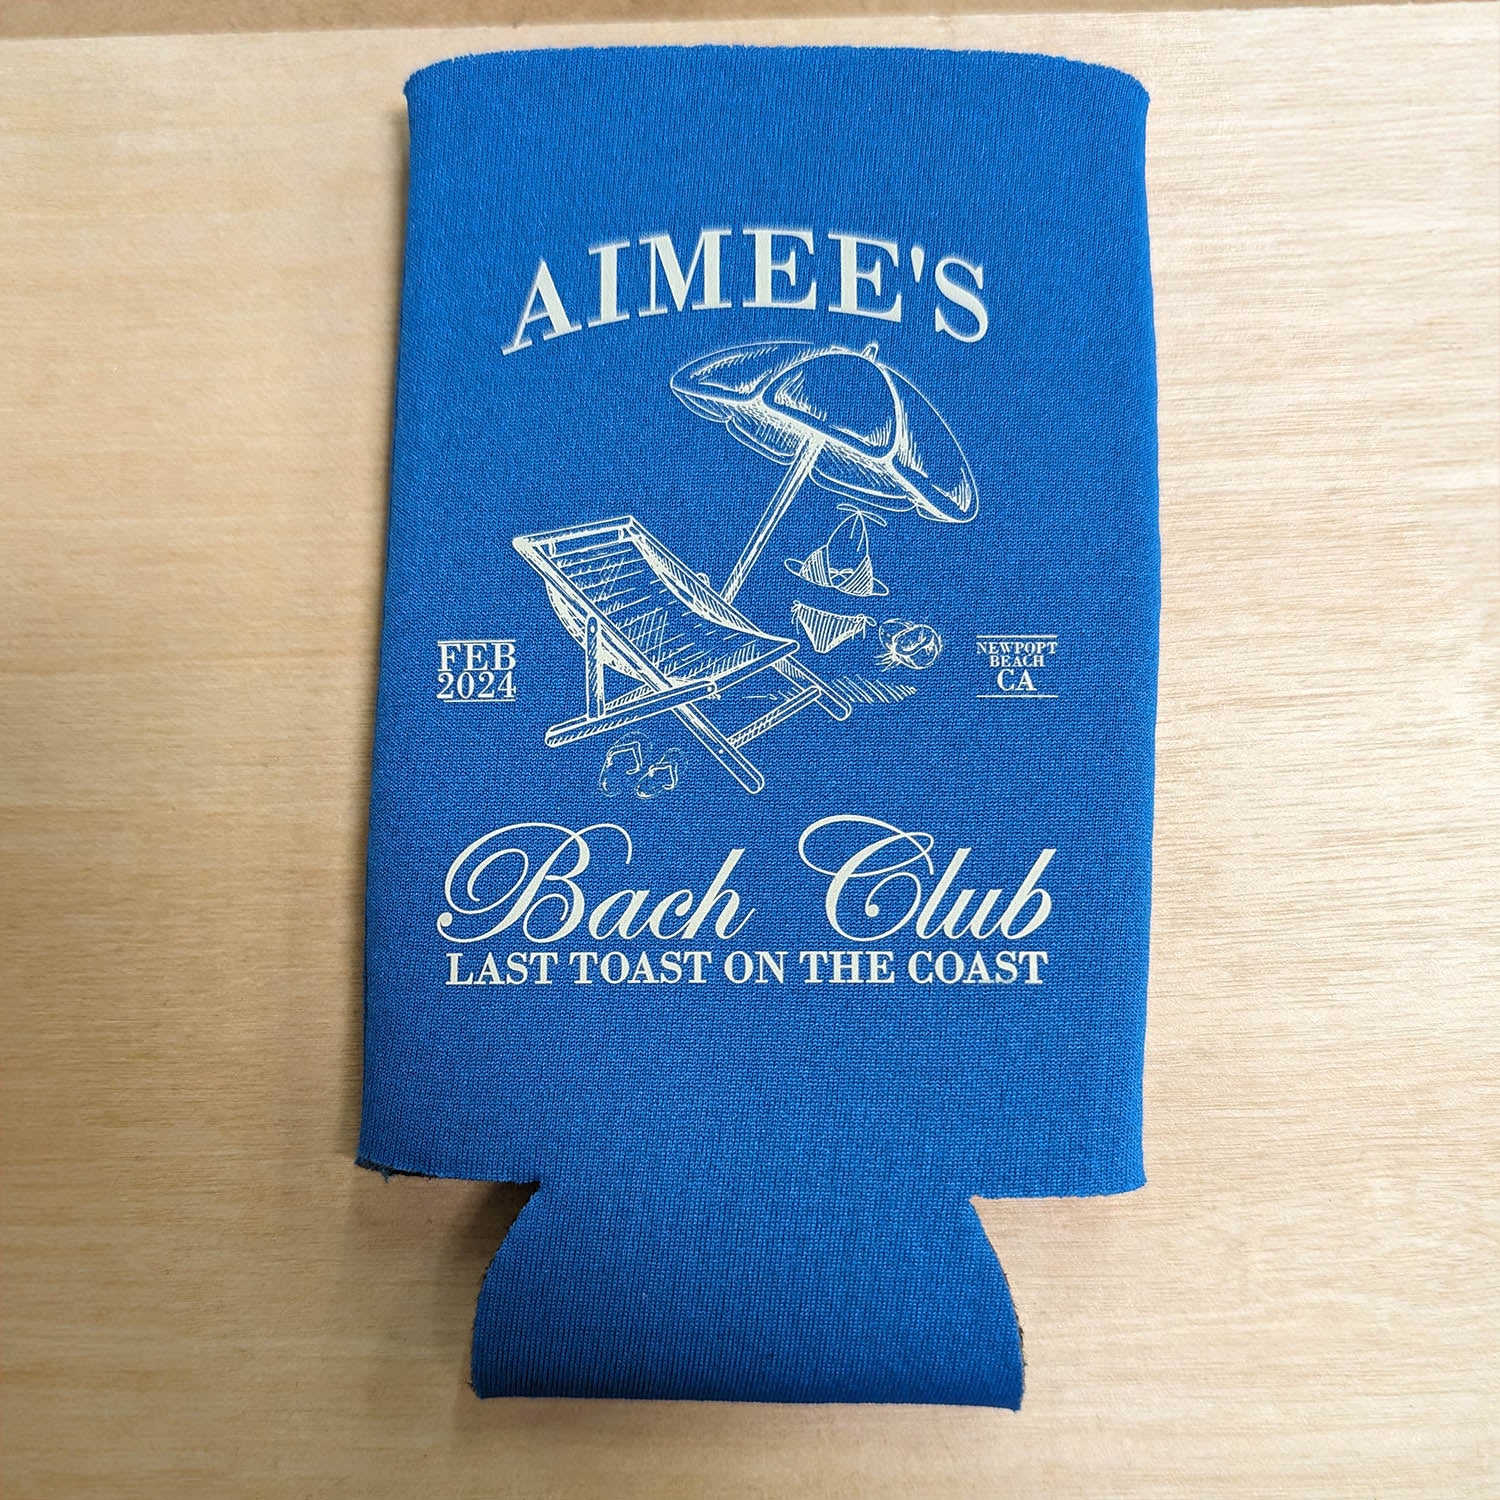 AIMEE'S
FEB
2024
NEWPOPT
BEACH
CA
Bach Club
LAST TOAST ON THE COAST